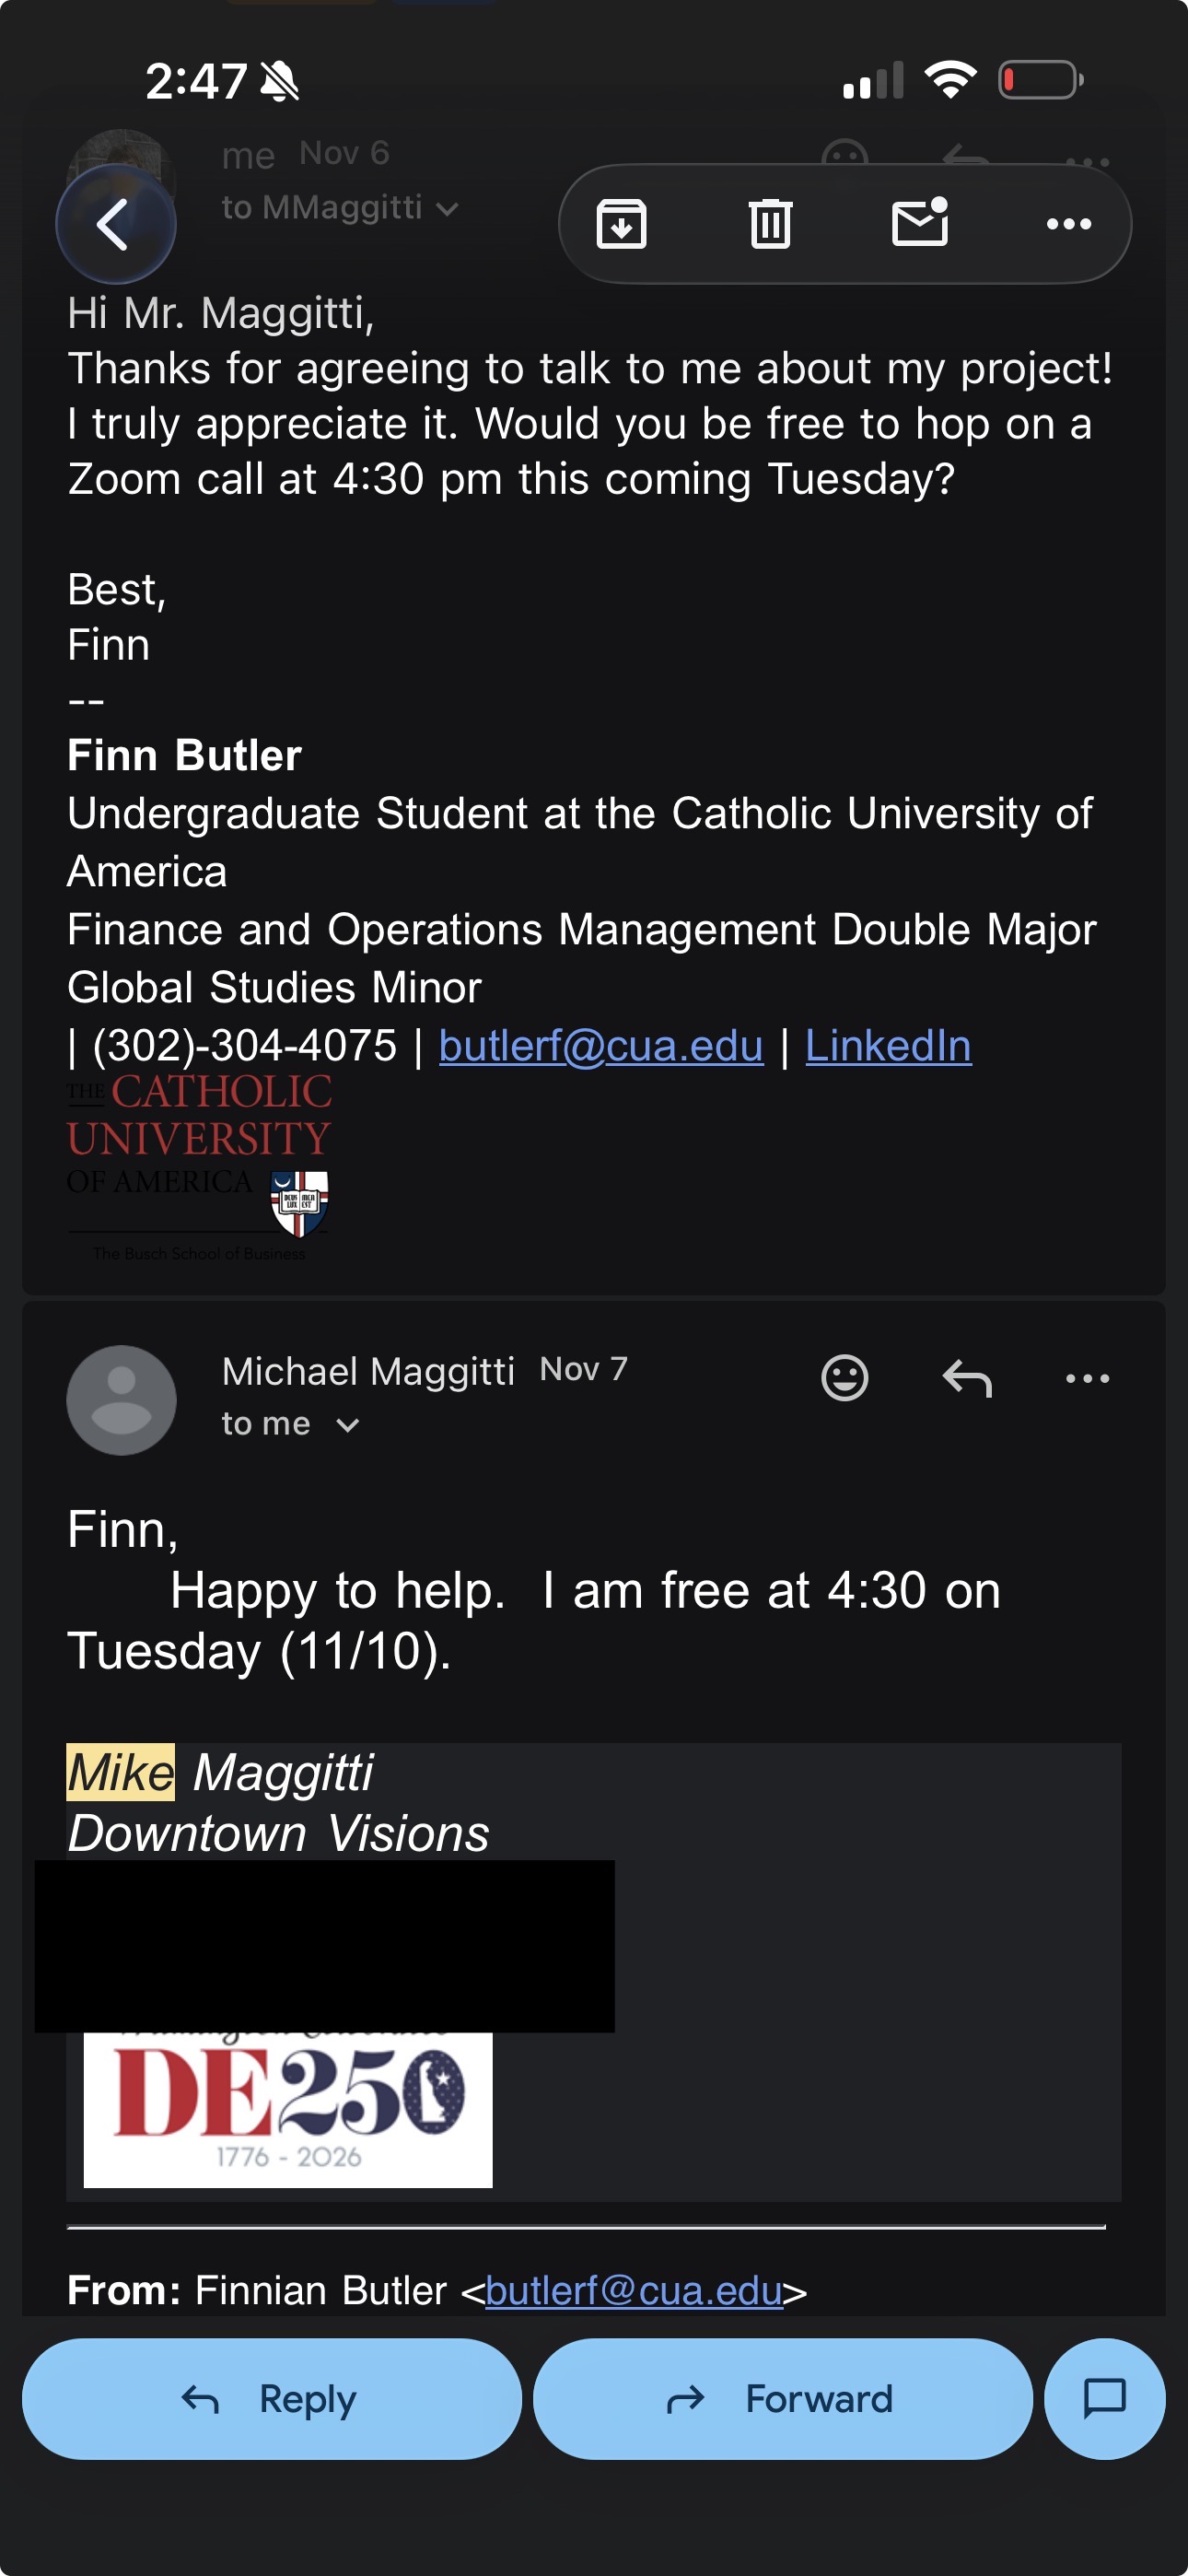 2:47
me Nov 6
to MMaggitti
Hi Mr. Maggitti,
Thanks for agreeing to talk to me about my project!
I truly appreciate it. Would you be free to hop on a
Zoom call at 4:30 pm this coming Tuesday?
Best,
Finn
--
Finn Butler
Undergraduate Student at the Catholic University of
America
Finance and Operations Management Double Major
Global Studies Minor
| (302)-304-4075 | butlerf@cua.edu | LinkedIn
THE CATHOLIC
UNIVERSITY
OF AMERICA
DEUS LUX MEA EST
The Busch School of Business
Michael Maggitti Nov 7
to me
Finn,
Happy to help. I am free at 4:30 on
Tuesday (11/10).
Mike Maggitti
Downtown Visions
DE250
1776 - 2026
From: Finnian Butler <butlerf@cua.edu>
Reply Forward